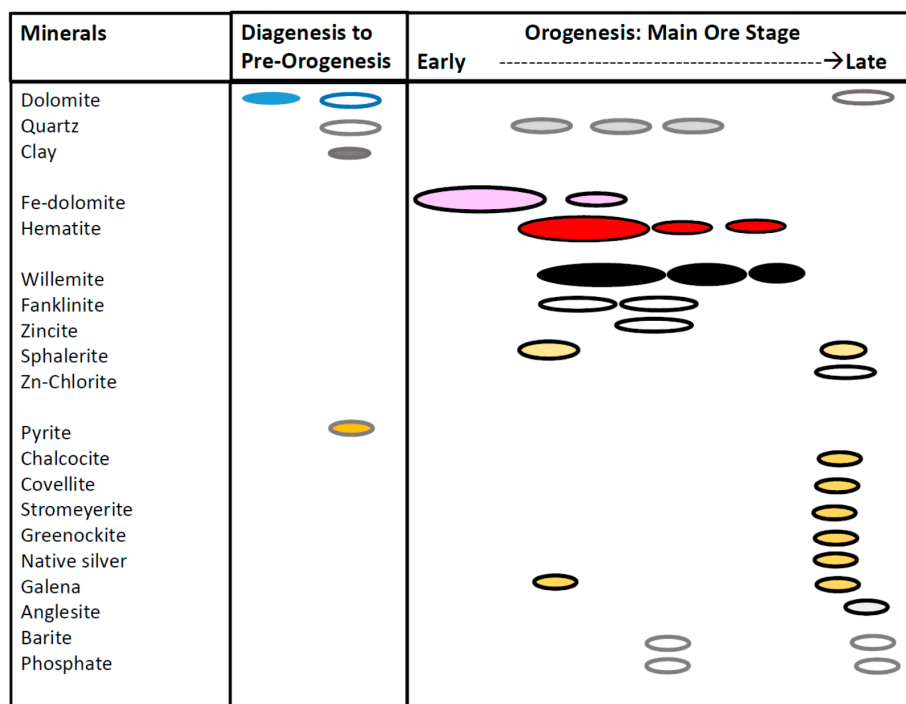 Minerals
Diagenesis to
Pre-Orogenesis
Orogenesis: Main Ore Stage
Early ----------------------------------------→Late
Dolomite
Quartz
Clay
Fe-dolomite
Hematite
Willemite
Fanklinite
Zincite
Sphalerite
Zn-Chlorite
Pyrite
Chalcocite
Covellite
Stromeyerite
Greenockite
Native silver
Galena
Anglesite
Barite
Phosphate